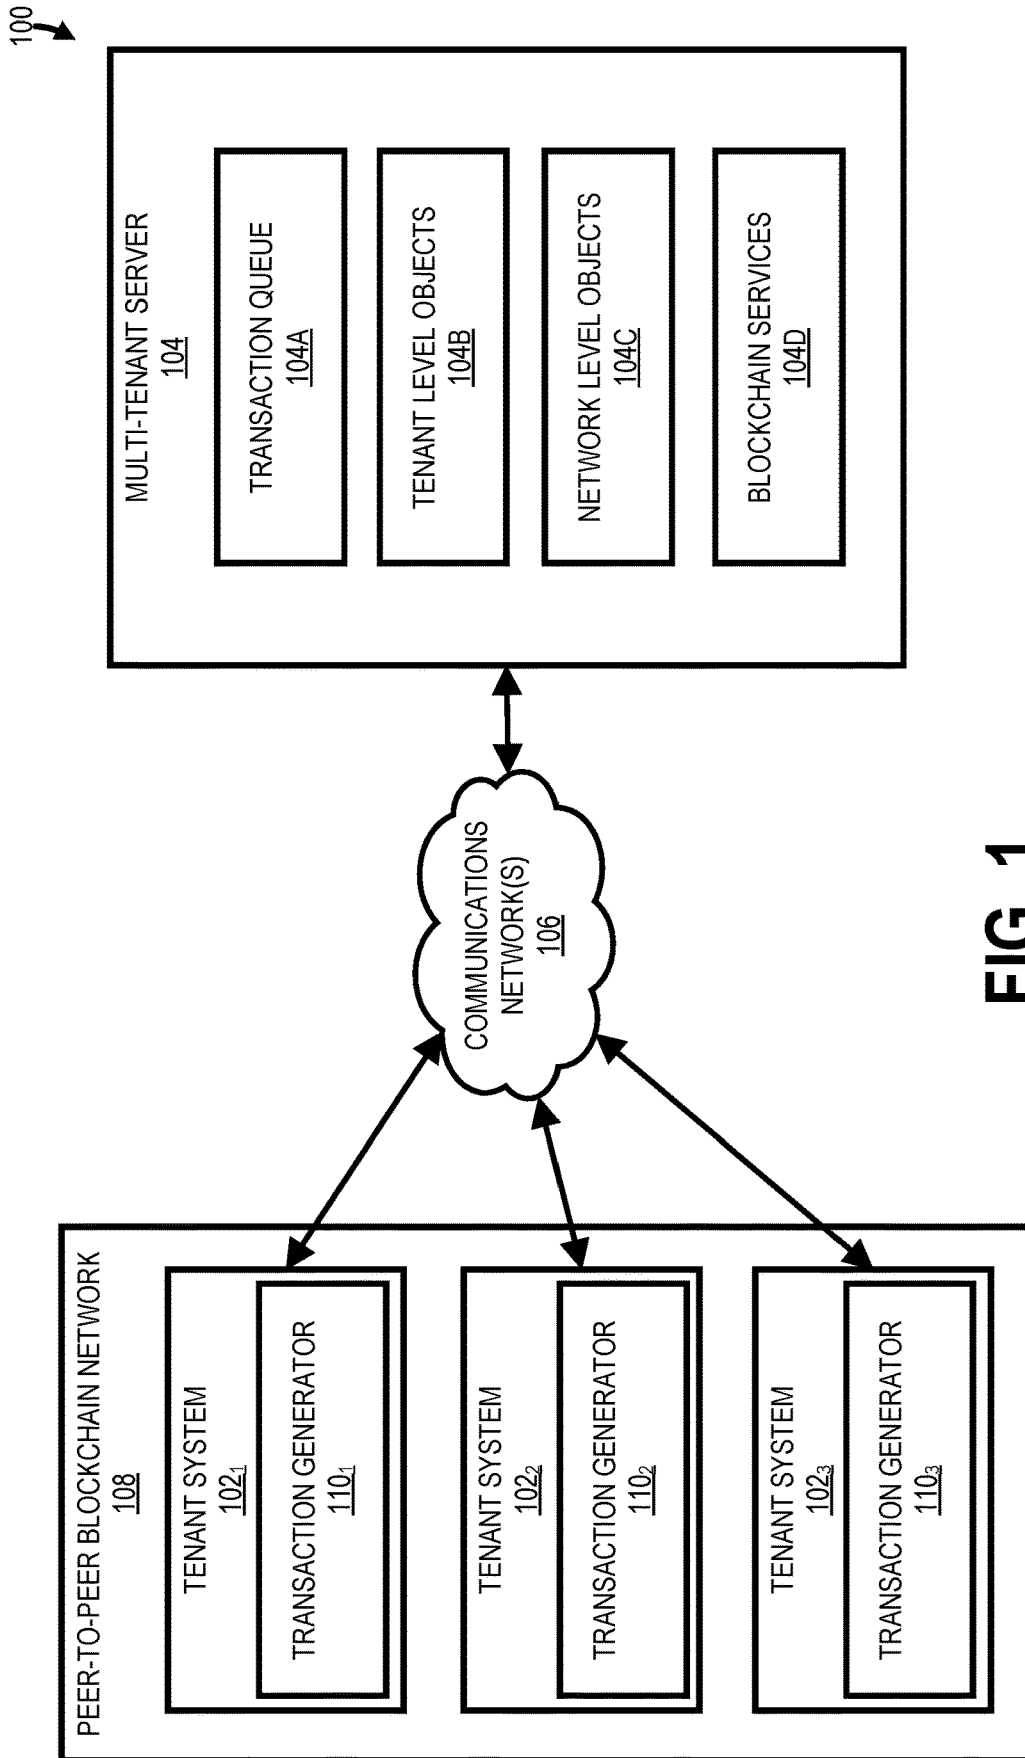 100
PEER-TO-PEER BLOCKCHAIN NETWORK
108
TENANT SYSTEM
102₁
TRANSACTION GENERATOR
110₁
TENANT SYSTEM
102₂
TRANSACTION GENERATOR
110₂
TENANT SYSTEM
102₃
TRANSACTION GENERATOR
110₃
COMMUNICATIONS
NETWORK(S)
106
MULTI-TENANT SERVER
104
TRANSACTION QUEUE
104A
TENANT LEVEL OBJECTS
104B
NETWORK LEVEL OBJECTS
104C
BLOCKCHAIN SERVICES
104D
FIG. 1